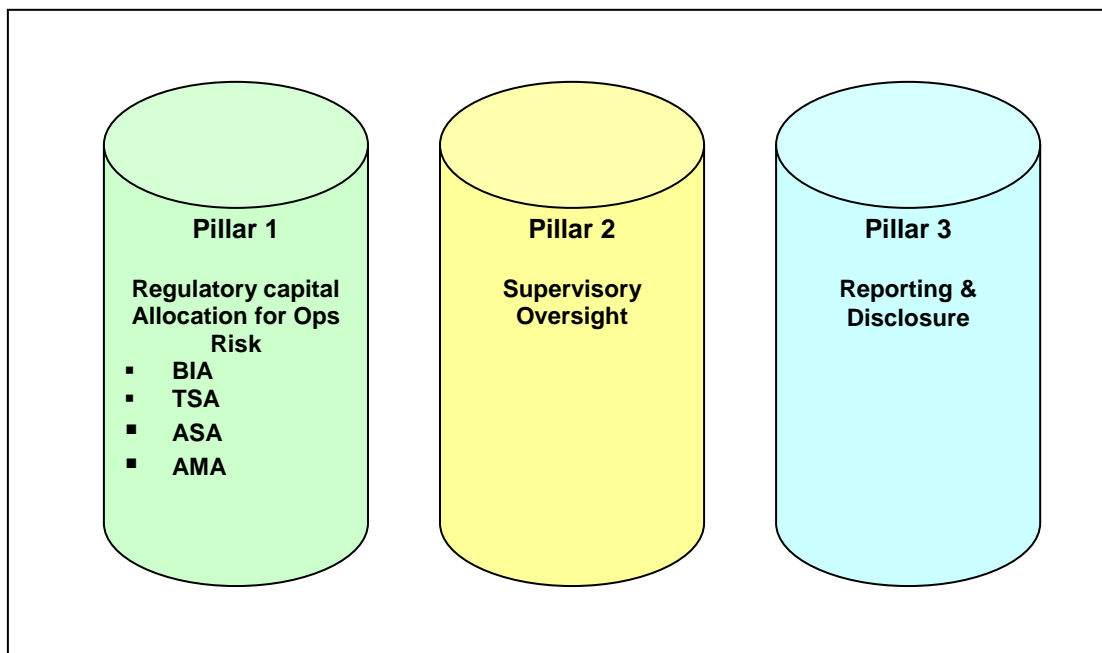 Pillar 1
Regulatory capital
Allocation for Ops
Risk
▪ BIA
▪ TSA
▪ ASA
▪ AMA
Pillar 2
Supervisory
Oversight
Pillar 3
Reporting &
Disclosure